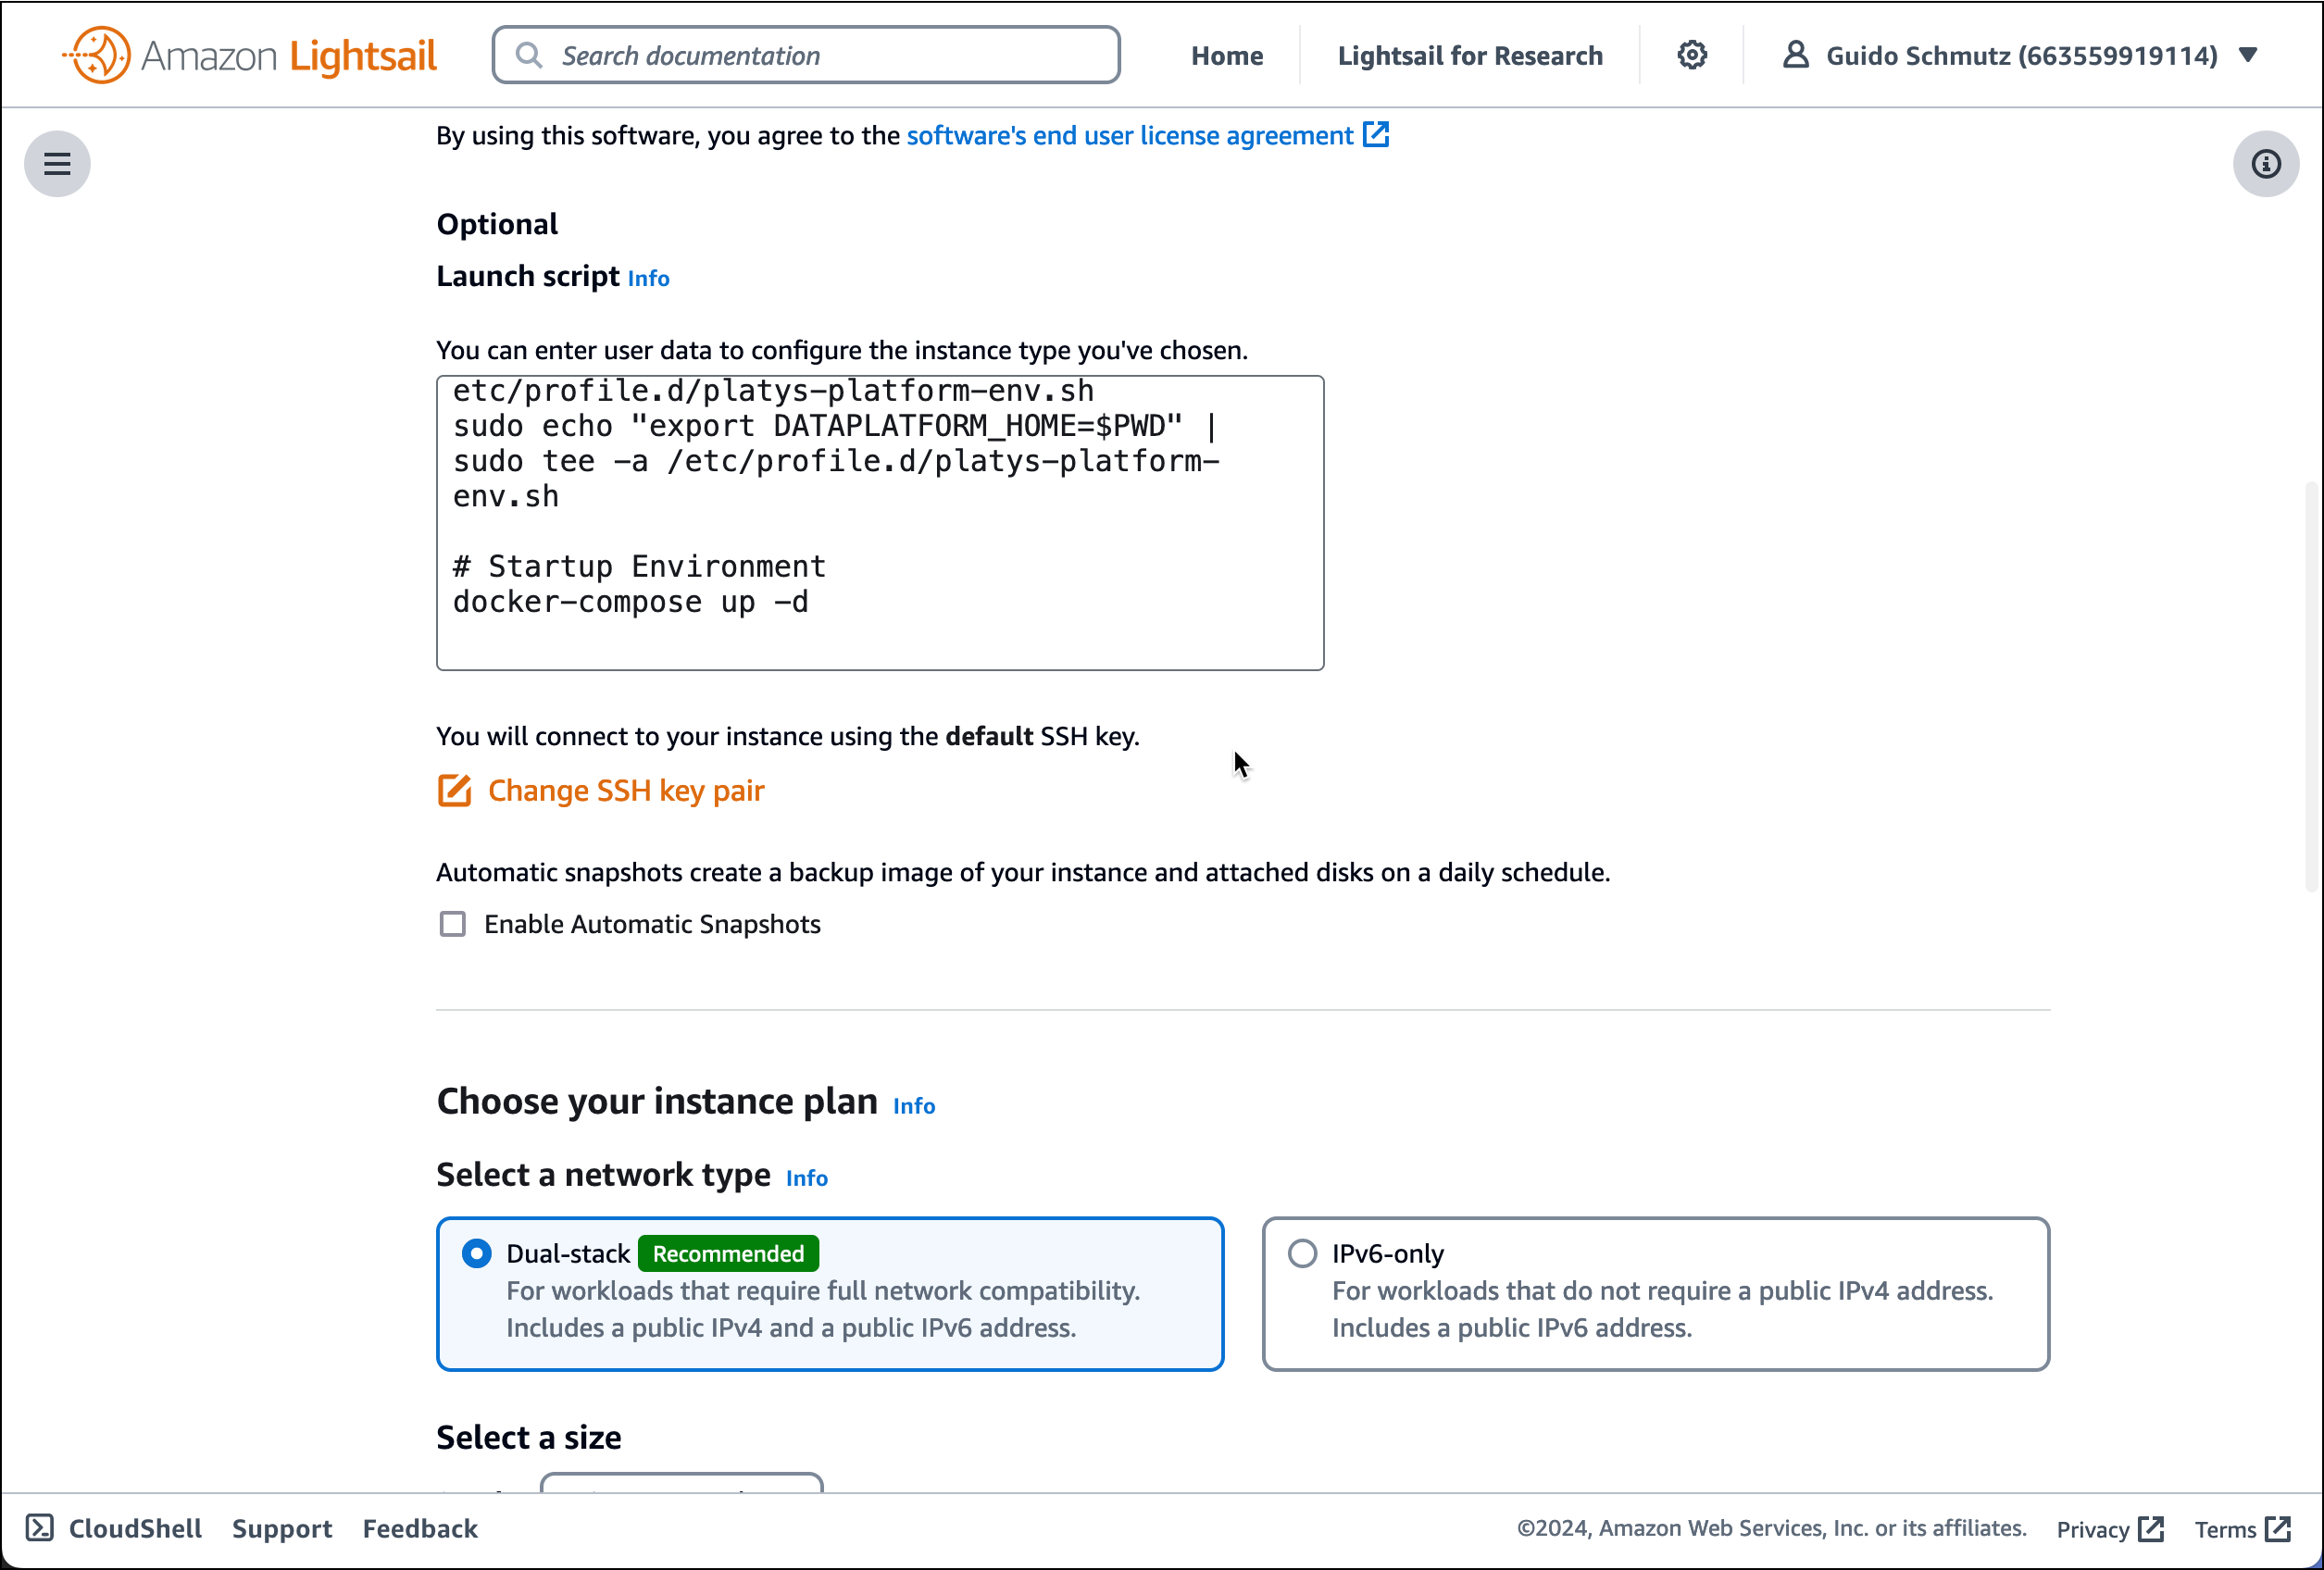 Amazon Lightsail
Search documentation
Home
Lightsail for Research
Guido Schmutz (663559919114)
By using this software, you agree to the software's end user license agreement
Optional
Launch script Info
You can enter user data to configure the instance type you've chosen.
etc/profile.d/platys-platform-env.sh
sudo echo "export DATAPLATFORM_HOME=$PWD" |
sudo tee -a /etc/profile.d/platys-platform-
env.sh
# Startup Environment
docker-compose up -d
You will connect to your instance using the default SSH key.
Change SSH key pair
Automatic snapshots create a backup image of your instance and attached disks on a daily schedule.
Enable Automatic Snapshots
Choose your instance plan Info
Select a network type Info
Dual-stack Recommended
For workloads that require full network compatibility.
Includes a public IPv4 and a public IPv6 address.
IPv6-only
For workloads that do not require a public IPv4 address.
Includes a public IPv6 address.
Select a size
CloudShell
Support
Feedback
©2024, Amazon Web Services, Inc. or its affiliates.
Privacy
Terms